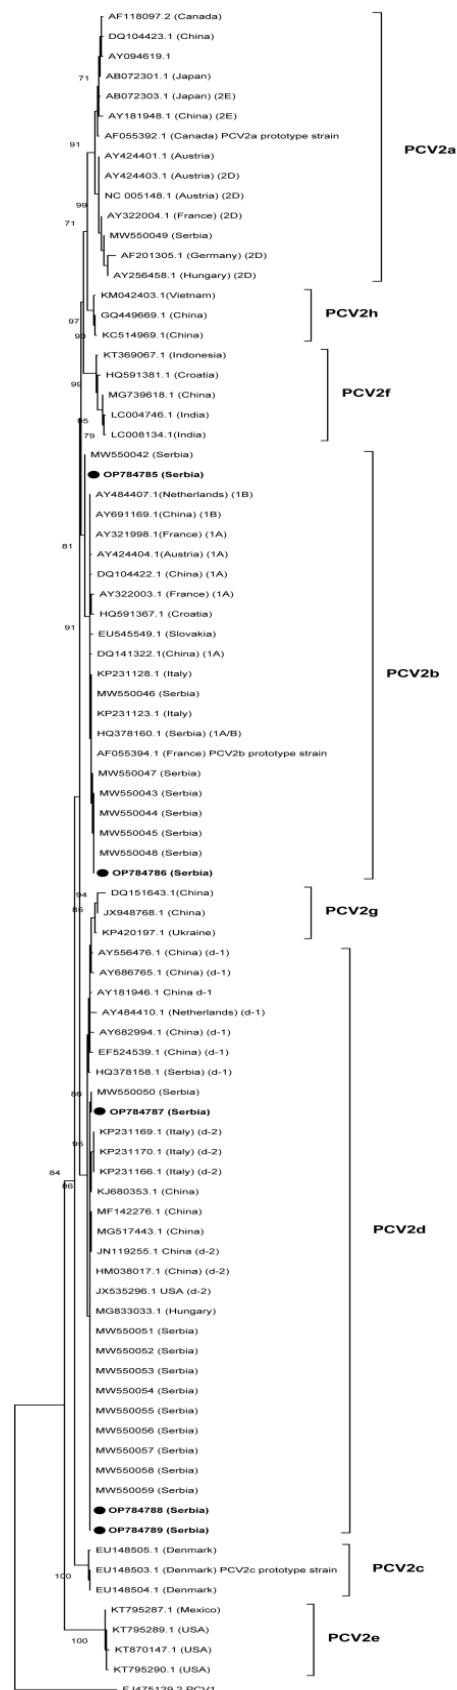 AF118097.2 (Canada)
DQ104423.1 (China)
AY094619.1
71
AB072301.1 (Japan)
AB072303.1 (Japan) (2E)
AY181948.1 (China) (2E)
AF055392.1 (Canada) PCV2a prototype strain
91
PCV2a
AY424401.1 (Austria)
AY424403.1 (Austria) (2D)
NC 005148.1 (Austria) (2D)
99
AY322004.1 (France) (2D)
71
MW550049 (Serbia)
AF201305.1 (Germany) (2D)
AY256458.1 (Hungary) (2D)
KM042403.1(Vietnam)
GQ449669.1 (China)
PCV2h
97
KC514969.1(China)
KT369067.1 (Indonesia)
HQ591381.1 (Croatia)
99
MG739618.1 (China)
PCV2f
LC004746.1 (India)
95
LC008134.1(India)
79
MW550042 (Serbia)
OP784785 (Serbia)
AY484407.1(Netherlands) (1B)
AY691169.1(China) (1B)
AY321998.1(France) (1A)
81
AY424404.1(Austria) (1A)
DQ104422.1 (China) (1A)
AY322003.1 (France) (1A)
HQ591367.1 (Croatia)
91
EU545549.1 (Slovakia)
DQ141322.1(China) (1A)
KP231128.1 (Italy)
PCV2b
MW550046 (Serbia)
KP231123.1 (Italy)
HQ378160.1 (Serbia) (1A/B)
AF055394.1 (France) PCV2b prototype strain
MW550047 (Serbia)
MW550043 (Serbia)
MW550044 (Serbia)
MW550045 (Serbia)
MW550048 (Serbia)
OP784786 (Serbia)
94
DQ151643.1(China)
JX948768.1 (China)
PCV2g
KP420197.1 (Ukraine)
AY556476.1 (China) (d-1)
AY686765.1 (China) (d-1)
AY181946.1 China d-1
AY484410.1 (Netherlands) (d-1)
AY682994.1 (China) (d-1)
EF524539.1 (China) (d-1)
HQ378158.1 (Serbia) (d-1)
MW550050 (Serbia)
OP784787 (Serbia)
KP231169.1 (Italy) (d-2)
KP231170.1 (Italy) (d-2)
KP231166.1 (Italy) (d-2)
84
86
KJ680353.1 (China)
MF142276.1 (China)
MG517443.1 (China)
PCV2d
JN119255.1 China (d-2)
HM038017.1 (China) (d-2)
JX535296.1 USA (d-2)
MG833033.1 (Hungary)
MW550051 (Serbia)
MW550052 (Serbia)
MW550053 (Serbia)
MW550054 (Serbia)
MW550055 (Serbia)
MW550056 (Serbia)
MW550057 (Serbia)
MW550058 (Serbia)
MW550059 (Serbia)
OP784788 (Serbia)
OP784789 (Serbia)
EU148505.1 (Denmark)
EU148503.1 (Denmark) PCV2c prototype strain
PCV2c
100
EU148504.1 (Denmark)
KT795287.1 (Mexico)
KT795289.1 (USA)
PCV2e
100
KT870147.1 (USA)
KT795290.1 (USA)